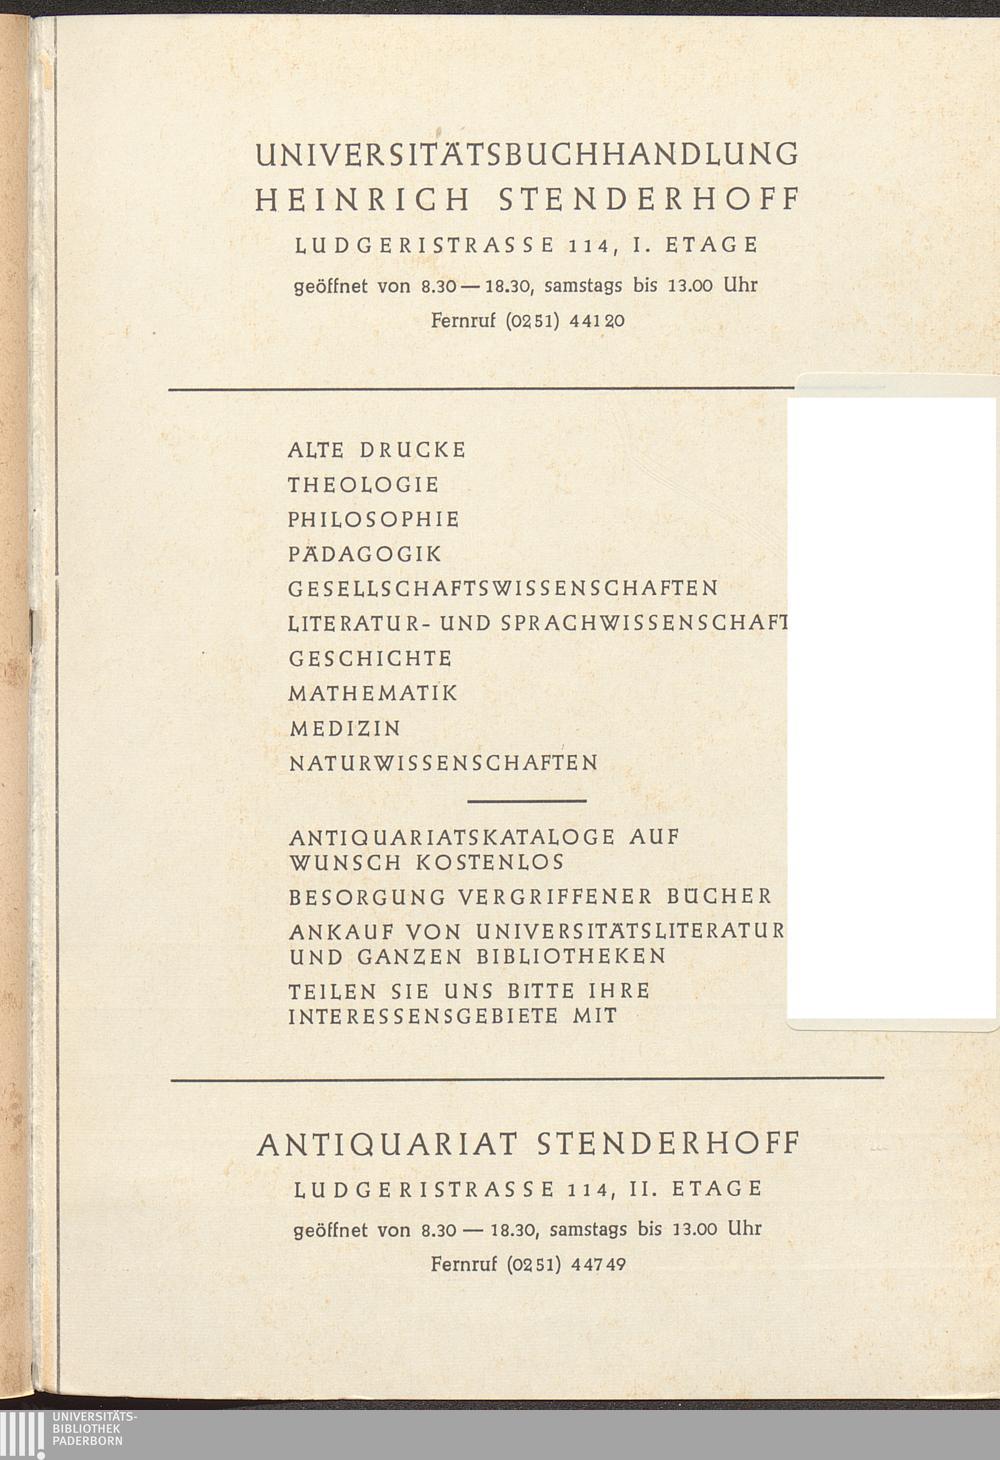 UNIVERSITÄTSBUCHHANDLUNG
HEINRICH STENDERHOFF
LUDGERISTRASSE 114, I. ETAGE
geöffnet von 8.30 — 18.30, samstags bis 13.00 Uhr
Fernruf (0251) 44120
ALTE DRUCKE
THEOLOGIE
PHILOSOPHIE
PÄDAGOGIK
GESELLSCHAFTSWISSENSCHAFTEN
LITERATUR- UND SPRACHWISSENSCHAFT
GESCHICHTE
MATHEMATIK
MEDIZIN
NATURWISSENSCHAFTEN
ANTIQUARIATSKATALOGE AUF
WUNSCH KOSTENLOS
BESORGUNG VERGRIFFENER BÜCHER
ANKAUF VON UNIVERSITÄTSLITERATUR
UND GANZEN BIBLIOTHEKEN
TEILEN SIE UNS BITTE IHRE
INTERESSENSGEBIETE MIT
ANTIQUARIAT STENDERHOFF
LUDGERISTRASSE 114, II. ETAGE
geöffnet von 8.30 — 18.30, samstags bis 13.00 Uhr
Fernruf (0251) 44749
UNIVERSITÄTS-
BIBLIOTHEK
PADERBORN